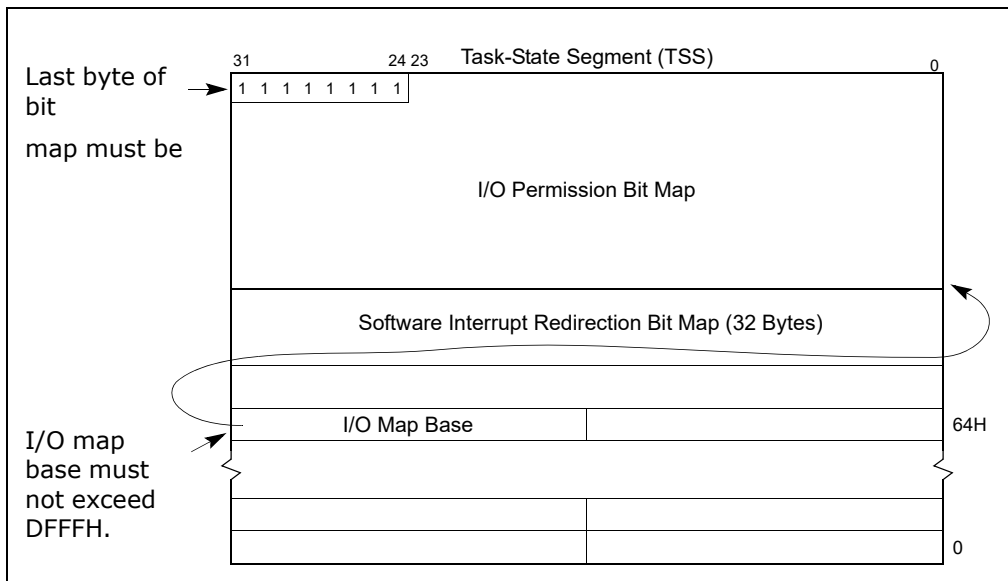 Task-State Segment (TSS)
31
24 23
0
Last byte of
bit
map must be
1 1 1 1 1 1 1 1
I/O Permission Bit Map
Software Interrupt Redirection Bit Map (32 Bytes)
I/O Map Base
64H
I/O map
base must
not exceed
DFFFH.
0